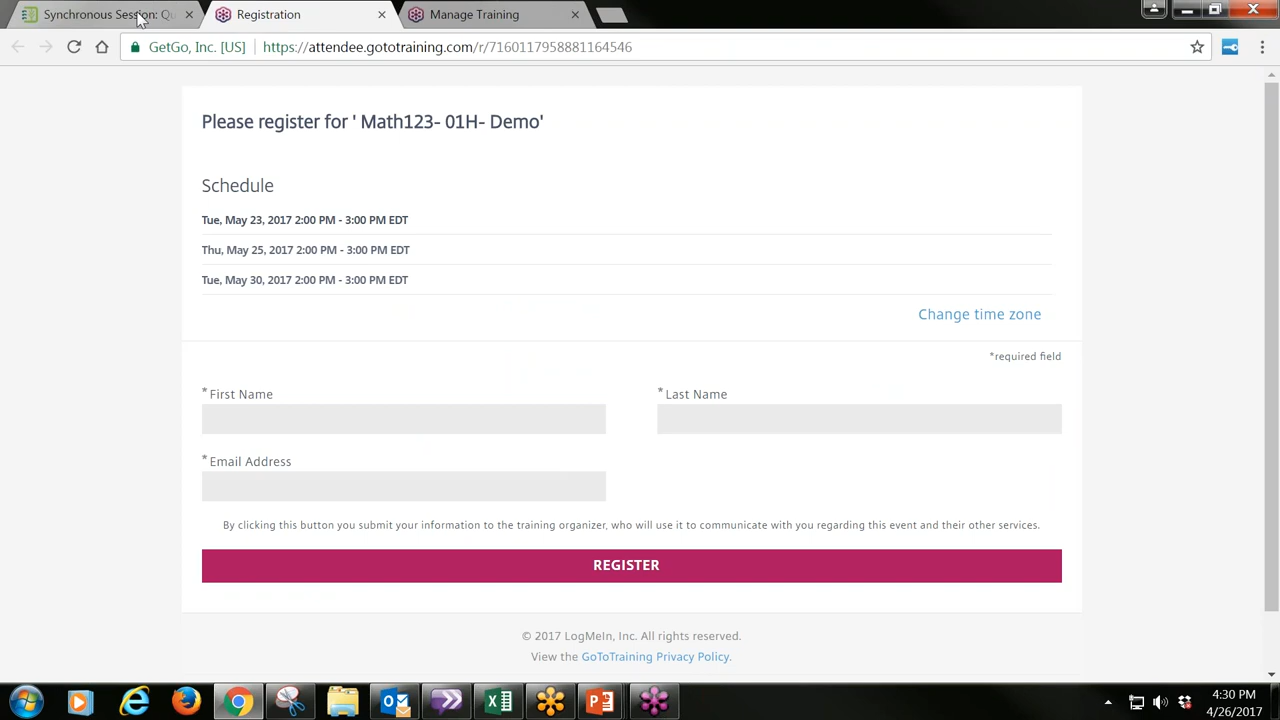 Synchronous Session: Qu
Registration
Manage Training
GetGo, Inc. [US]
https://attendee.gototraining.com/r/7160117958881164546
Please register for ' Math123- 01H- Demo'
Schedule
Tue, May 23, 2017 2:00 PM - 3:00 PM EDT
Thu, May 25, 2017 2:00 PM - 3:00 PM EDT
Tue, May 30, 2017 2:00 PM - 3:00 PM EDT
Change time zone
*required field
* First Name
* Last Name
* Email Address
By clicking this button you submit your information to the training organizer, who will use it to communicate with you regarding this event and their other services.
REGISTER
© 2017 LogMeIn, Inc. All rights reserved.
View the GoToTraining Privacy Policy.
4:30 PM
4/26/2017